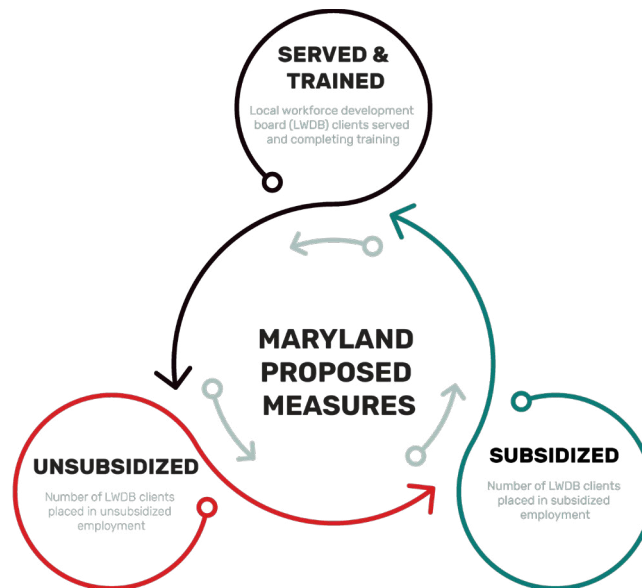 SERVED &
TRAINED
Local workforce development
board (LWDB) clients served
and completing training
MARYLAND
PROPOSED
MEASURES
UNSUBSIDIZED
Number of LWDB clients
placed in unsubsidized
employment
SUBSIDIZED
Number of LWDB clients
placed in subsidized
employment